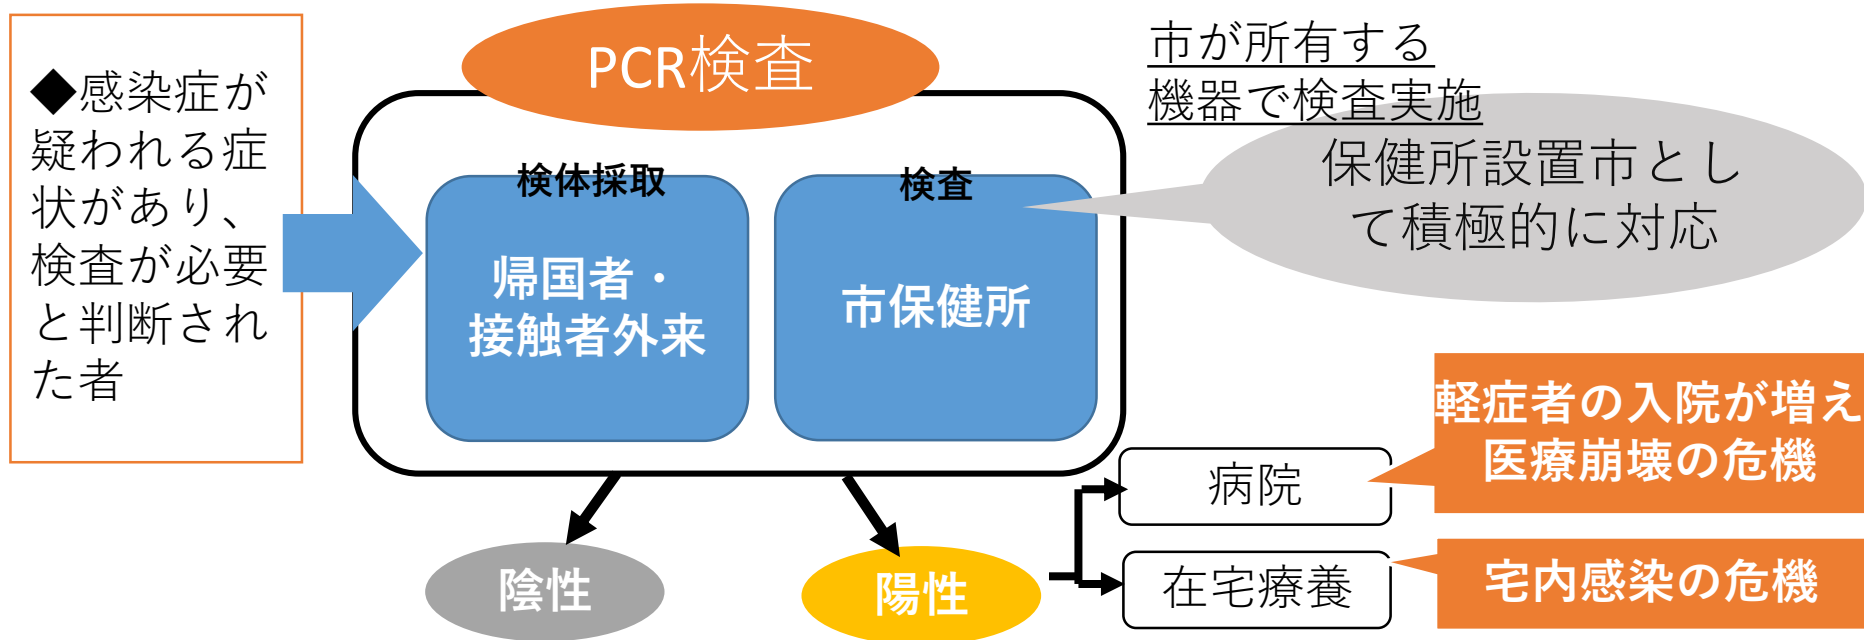 ◆感染症が
疑われる症
状があり、
検査が必要
と判断され
た者
PCR検査
検体採取
帰国者・
接触者外来
検査
市保健所
市が所有する
機器で検査実施
保健所設置市とし
て積極的に対応
陰性
陽性
病院
在宅療養
軽症者の入院が増え
医療崩壊の危機
宅内感染の危機